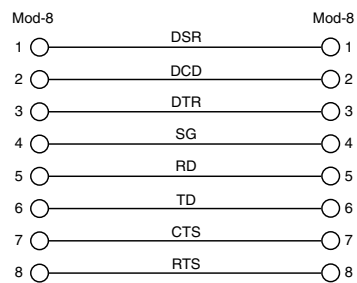 Mod-8 Mod-8
1 DSR 1
2 DCD 2
3 DTR 3
4 SG 4
5 RD 5
6 TD 6
7 CTS 7
8 RTS 8